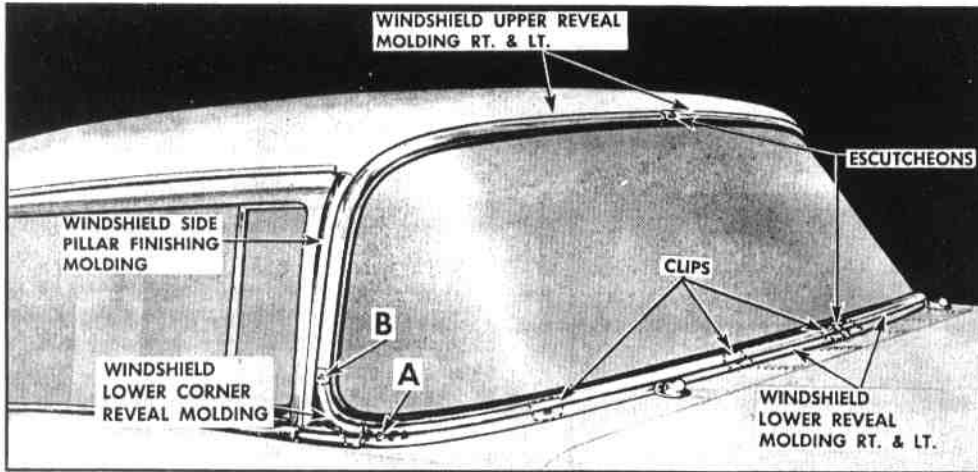 WINDSHIELD UPPER REVEAL
MOLDING RT. & LT.
ESCUTCHEONS
WINDSHIELD SIDE
PILLAR FINISHING
MOLDING
CLIPS
B
A
WINDSHIELD
LOWER CORNER
REVEAL MOLDING
WINDSHIELD
LOWER REVEAL
MOLDING RT. & LT.